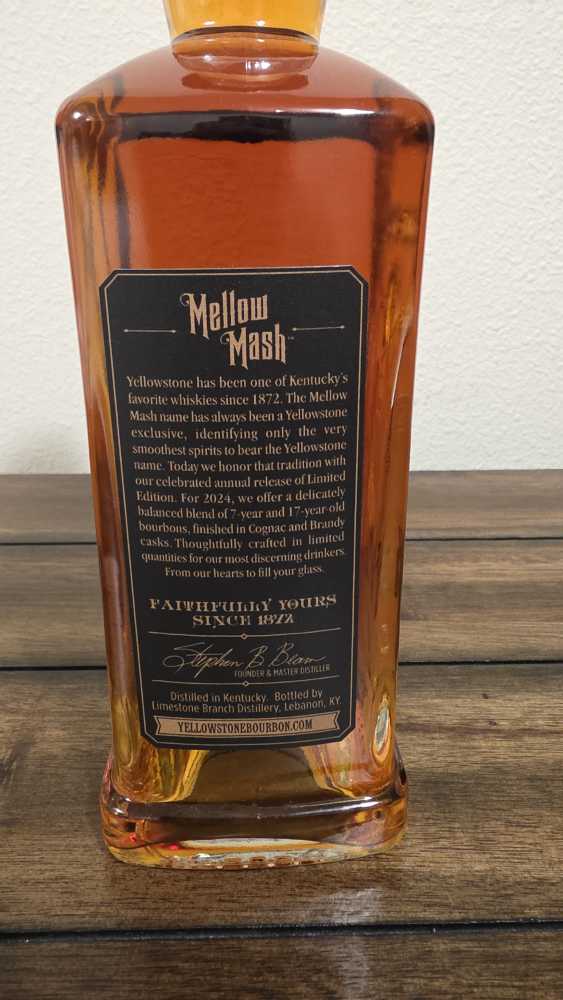 Mellow
Mash™
Yellowstone has been one of Kentucky's
favorite whiskies since 1872. The Mellow
Mash name has always been a Yellowstone
exclusive, identifying only the very
smoothest spirits to bear the Yellowstone
name. Today we honor that tradition with
our celebrated annual release of Limited
Edition. For 2024, we offer a delicately
balanced blend of 7-year and 17-year-old
bourbons, finished in Cognac and Brandy
casks. Thoughtfully crafted in limited
quantities for our most discerning drinkers.
From our hearts to fill your glass.
FAITHFULLY YOURS
SINCE 1872
Stephen B. Beam
FOUNDER & MASTER DISTILLER
Distilled in Kentucky. Bottled by
Limestone Branch Distillery, Lebanon, KY.
YELLOWSTONEBOURBON.COM